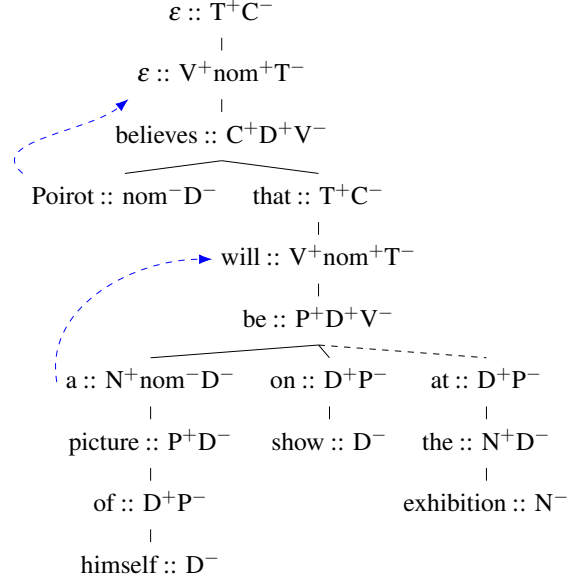 ε :: T⁺C⁻
ε :: V⁺nom⁺T⁻
believes :: C⁺D⁺V⁻
Poirot :: nom⁻D⁻ that :: T⁺C⁻
will :: V⁺nom⁺T⁻
be :: P⁺D⁺V⁻
a :: N⁺nom⁻D⁻ on :: D⁺P⁻ at :: D⁺P⁻
picture :: P⁺D⁻ show :: D⁻ the :: N⁺D⁻
of :: D⁺P⁻ exhibition :: N⁻
himself :: D⁻